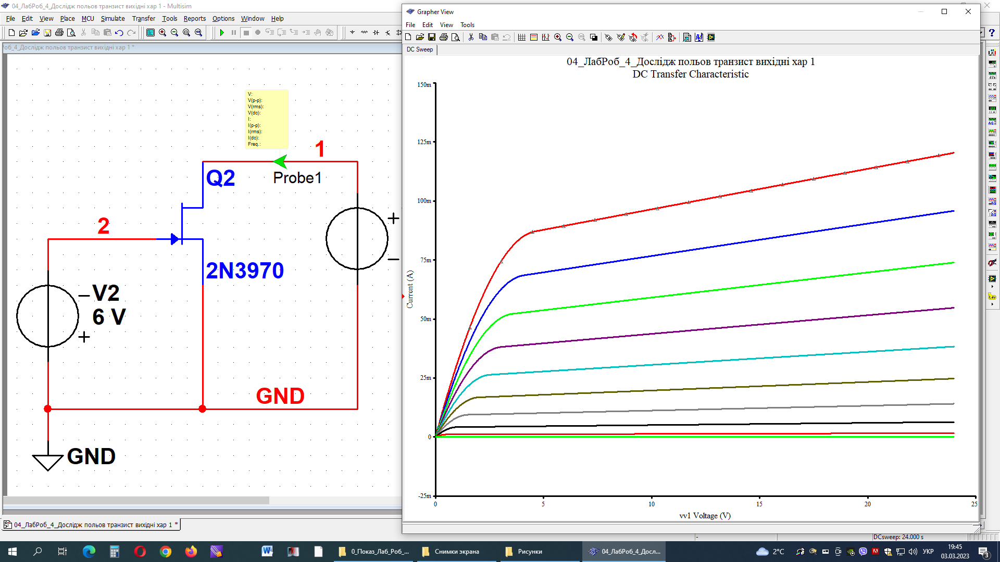 04_ЛабРоб_4_Дослідж польов транзист вихідні хар 1 - Multisim
File Edit View Place MCU Simulate Transfer Tools Reports Options Window Help
об_4_Дослідж польов транзист вихідні хар 1 *
V:
V(p-p):
V(rms):
V(dc):
I:
I(p-p):
I(rms):
I(dc):
Freq.:
1
Q2
Probe1
2
2N3970
V2
6 V
GND
GND
04_ЛабРоб_4_Дослідж польов транзист вихідні хар 1 *
Grapher View
File Edit View Tools
DC Sweep
04_ЛабРоб_4_Дослідж польов транзист вихідні хар 1
DC Transfer Characteristic
150m
125m
100m
75m
50m
25m
0
-25m
Current (A)
0 5 10 15 20 25
vv1 Voltage (V)
- DCsweep: 24.000 s
0_Показ_Лаб_Роб_... Снимки экрана Рисунки 04_ЛабРоб_4_Досл...
2°C УКР
19:45
03.03.2023
3